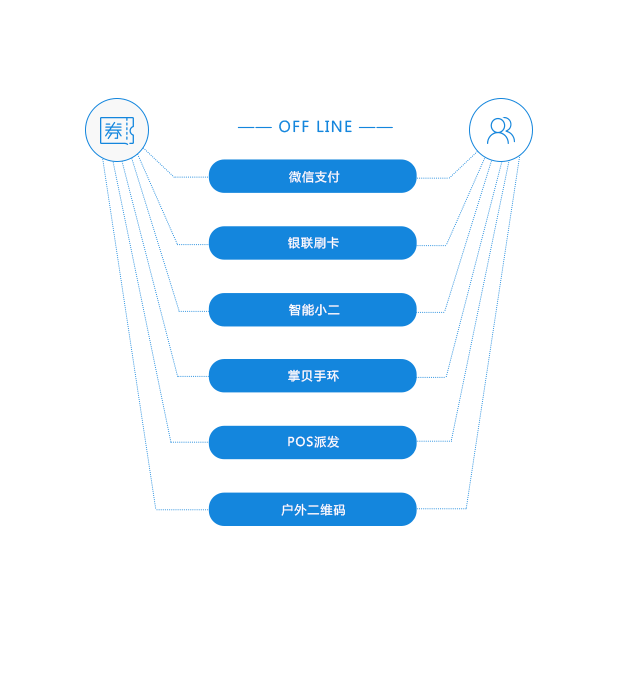 券
—— OFF LINE ——
微信支付
银联刷卡
智能小二
掌贝手环
POS派发
户外二维码